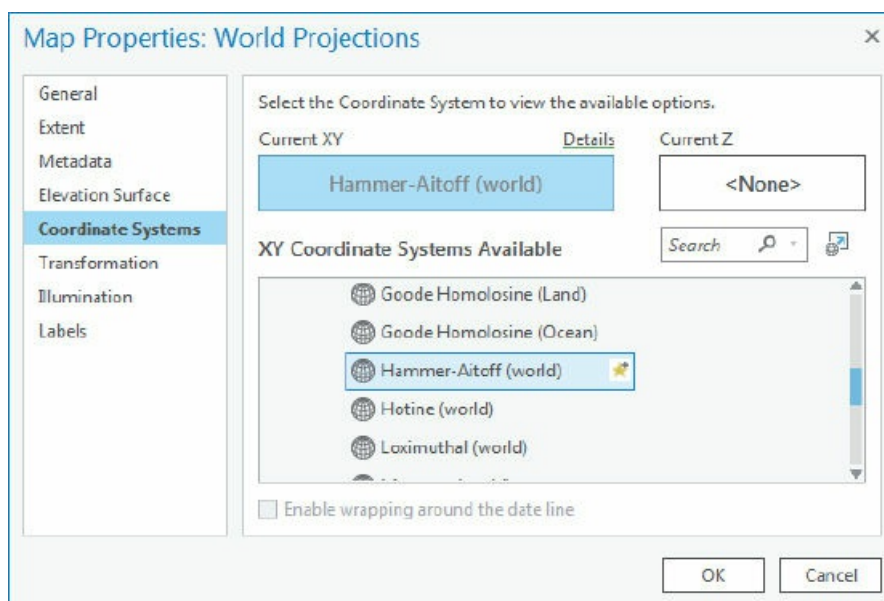 Map Properties: World Projections
General
Extent
Metadata
Elevation Surface
Coordinate Systems
Transformation
Illumination
Labels
Select the Coordinate System to view the available options.
Current XY Details Current Z
Hammer-Aitoff (world) <None>
XY Coordinate Systems Available Search
Goode Homolosine (Land)
Goode Homolosine (Ocean)
Hammer-Aitoff (world)
Hotine (world)
Loximuthal (world)
Enable wrapping around the date line
OK Cancel